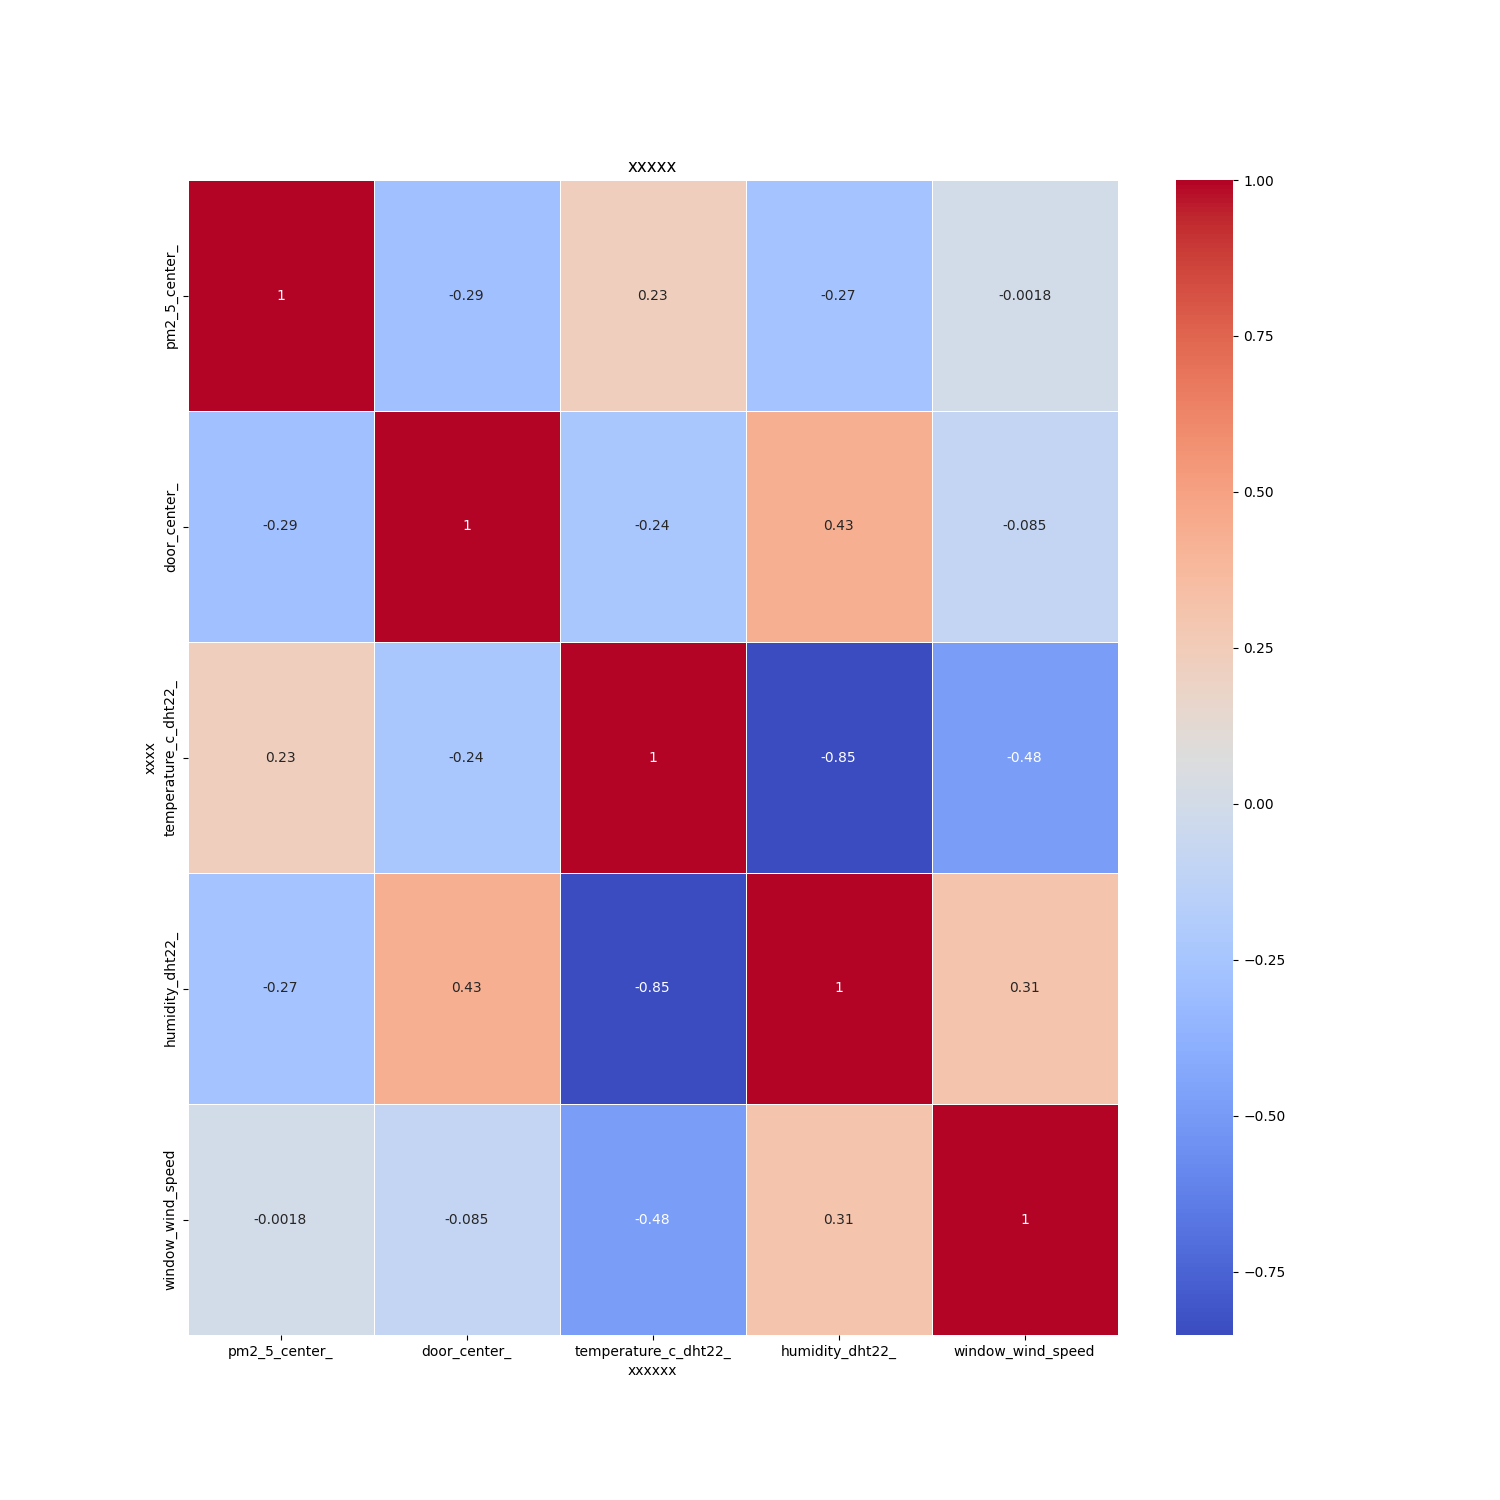 xxxxx
1.00
pm2_5_center_
1 -0.29 0.23 -0.27 -0.0018
0.75
door_center_
-0.29 1 -0.24 0.43 -0.085
0.50
0.25
xxxx
temperature_c_dht22_
0.23 -0.24 1 -0.85 -0.48
0.00
humidity_dht22_
-0.27 0.43 -0.85 1 0.31
−0.25
−0.50
window_wind_speed
-0.0018 -0.085 -0.48 0.31 1
−0.75
pm2_5_center_ door_center_ temperature_c_dht22_ humidity_dht22_ window_wind_speed
xxxxxx